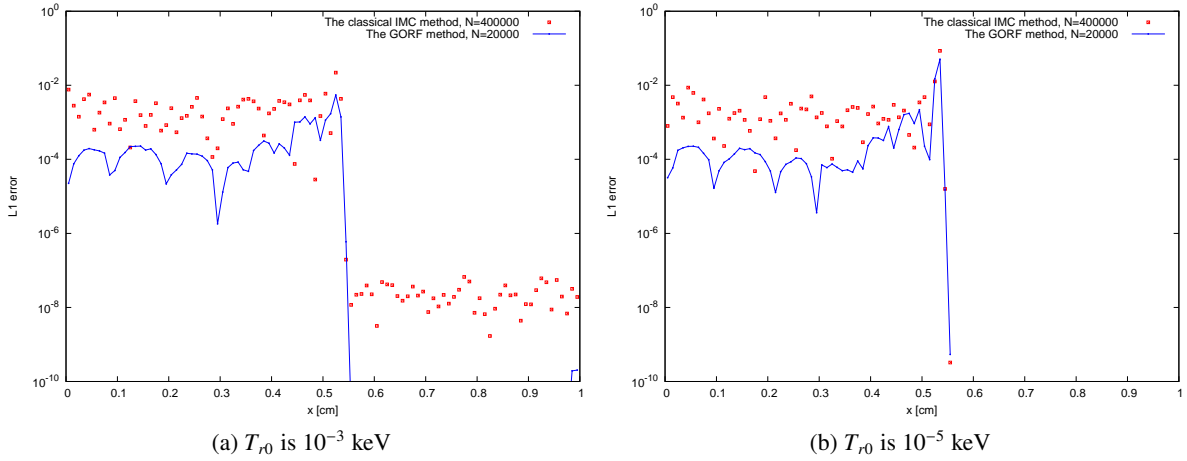 The classical IMC method, N=400000
The GORF method, N=20000
10^0
10^-2
10^-4
10^-6
10^-8
10^-10
L1 error
0 0.1 0.2 0.3 0.4 0.5 0.6 0.7 0.8 0.9 1
x [cm]
(a) T_{r0} is 10^{-3} keV
The classical IMC method, N=400000
The GORF method, N=20000
10^0
10^-2
10^-4
10^-6
10^-8
10^-10
L1 error
0 0.1 0.2 0.3 0.4 0.5 0.6 0.7 0.8 0.9 1
x [cm]
(b) T_{r0} is 10^{-5} keV